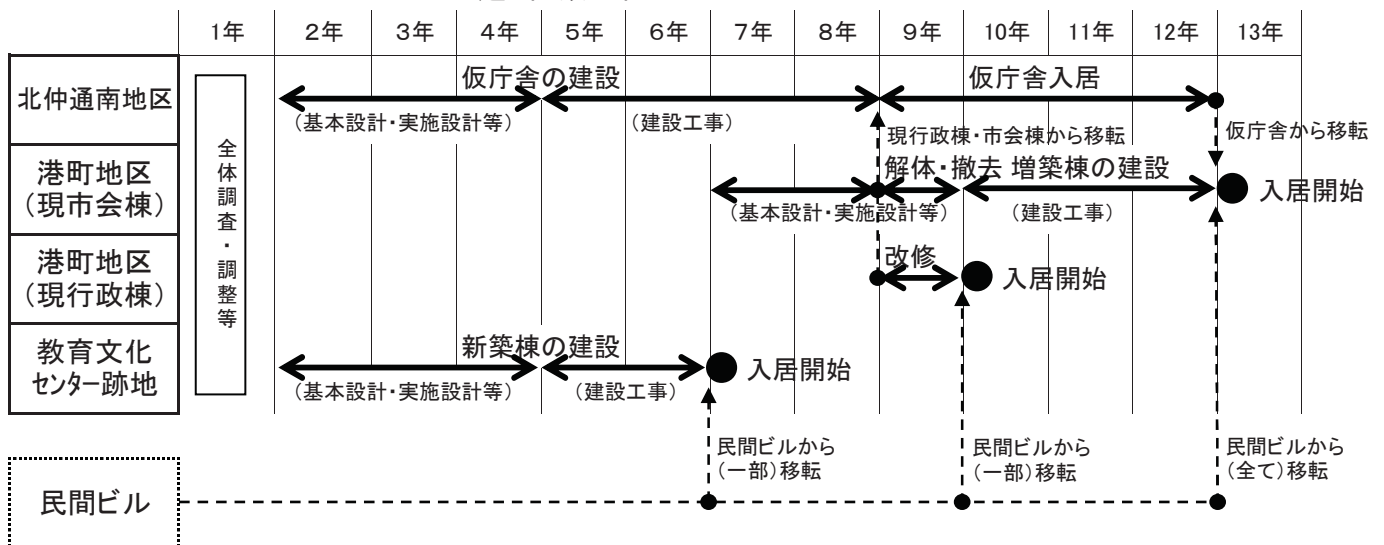 1年 2年 3年 4年 5年 6年 7年 8年 9年 10年 11年 12年 13年
北仲通南地区
仮庁舎の建設
仮庁舎入居
(基本設計・実施設計等)
(建設工事)
現行政棟・市会棟から移転
仮庁舎から移転
全体調査・調整等
港町地区
(現市会棟)
解体・撤去 増築棟の建設
入居開始
(基本設計・実施設計等)
(建設工事)
港町地区
(現行政棟)
改修
入居開始
教育文化
センター跡地
新築棟の建設
入居開始
(基本設計・実施設計等)
(建設工事)
民間ビルから
(一部)移転
民間ビルから
(一部)移転
民間ビルから
(全て)移転
民間ビル